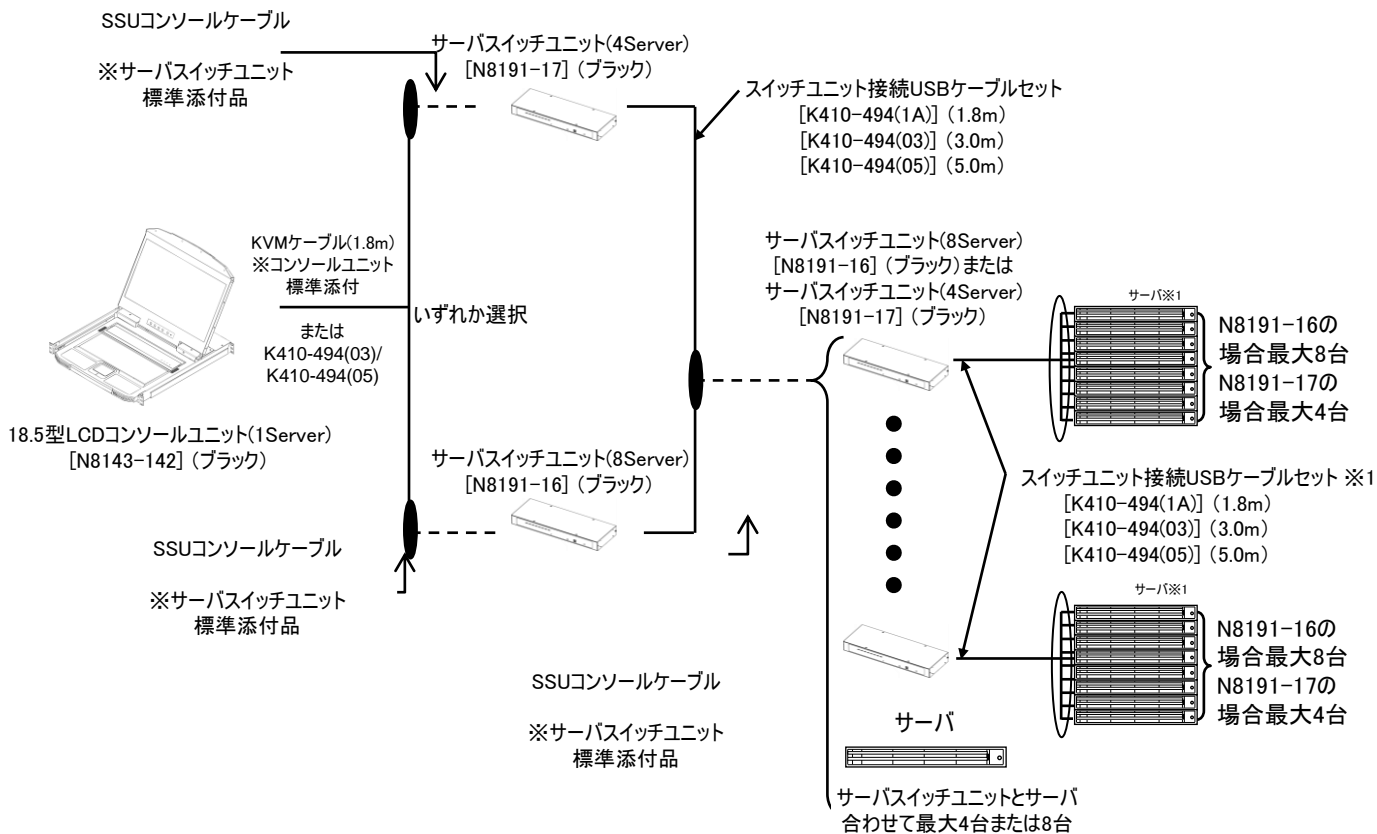 SSUコンソールケーブル
※サーバスイッチユニット
標準添付品
サーバスイッチユニット(4Server)
[N8191-17] (ブラック)
スイッチユニット接続USBケーブルセット
[K410-494(1A)] (1.8m)
[K410-494(03)] (3.0m)
[K410-494(05)] (5.0m)
KVMケーブル(1.8m)
※コンソールユニット
標準添付
または
K410-494(03)/
K410-494(05)
いずれか選択
18.5型LCDコンソールユニット(1Server)
[N8143-142] (ブラック)
サーバスイッチユニット(8Server)
[N8191-16] (ブラック)
SSUコンソールケーブル
※サーバスイッチユニット
標準添付品
SSUコンソールケーブル
※サーバスイッチユニット
標準添付品
サーバスイッチユニット(8Server)
[N8191-16] (ブラック)または
サーバスイッチユニット(4Server)
[N8191-17] (ブラック)
サーバ※1
N8191-16の
場合最大8台
N8191-17の
場合最大4台
スイッチユニット接続USBケーブルセット ※1
[K410-494(1A)] (1.8m)
[K410-494(03)] (3.0m)
[K410-494(05)] (5.0m)
サーバ※1
N8191-16の
場合最大8台
N8191-17の
場合最大4台
サーバ
サーバスイッチユニットとサーバ
合わせて最大4台または8台